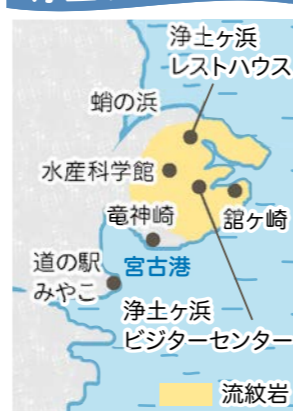 浄土ヶ浜
レストハウス
蛸の浜
水産科学館
竜神崎
舘ヶ崎
道の駅
みやこ
宮古港
浄土ヶ浜
ビジターセンター
流紋岩